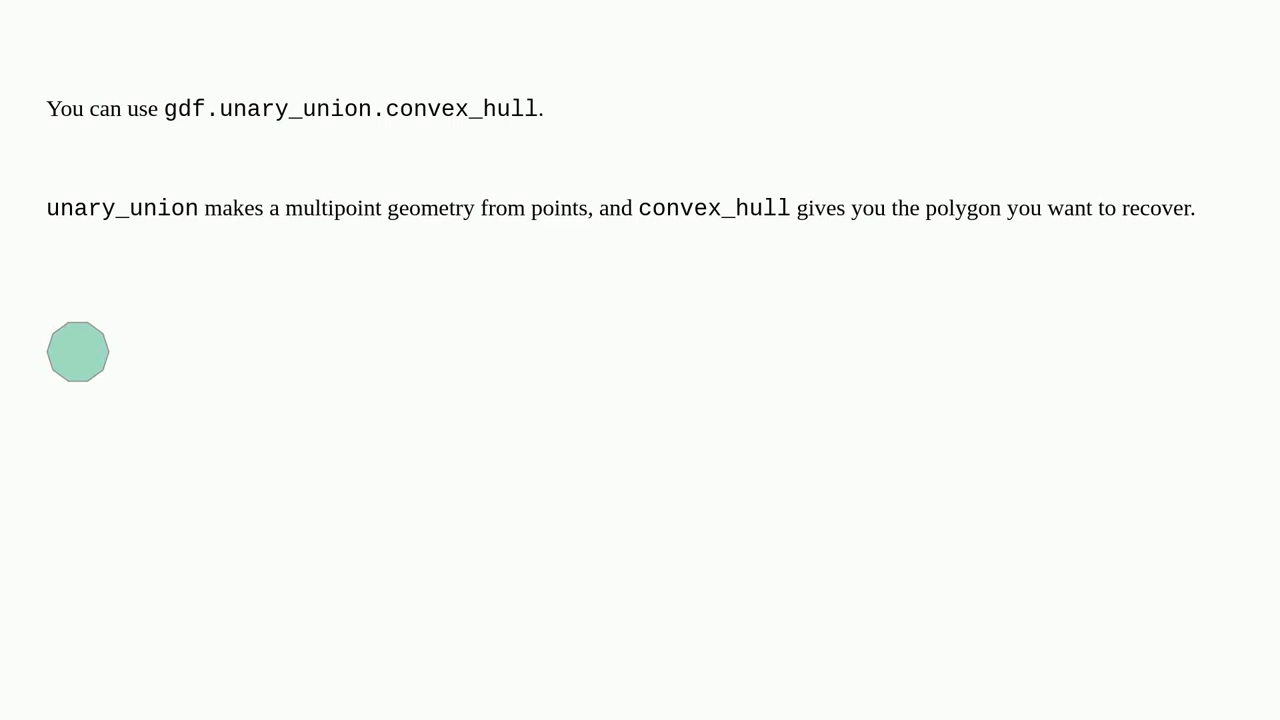 You can use gdf.unary_union.convex_hull.
unary_union makes a multipoint geometry from points, and convex_hull gives you the polygon you want to recover.